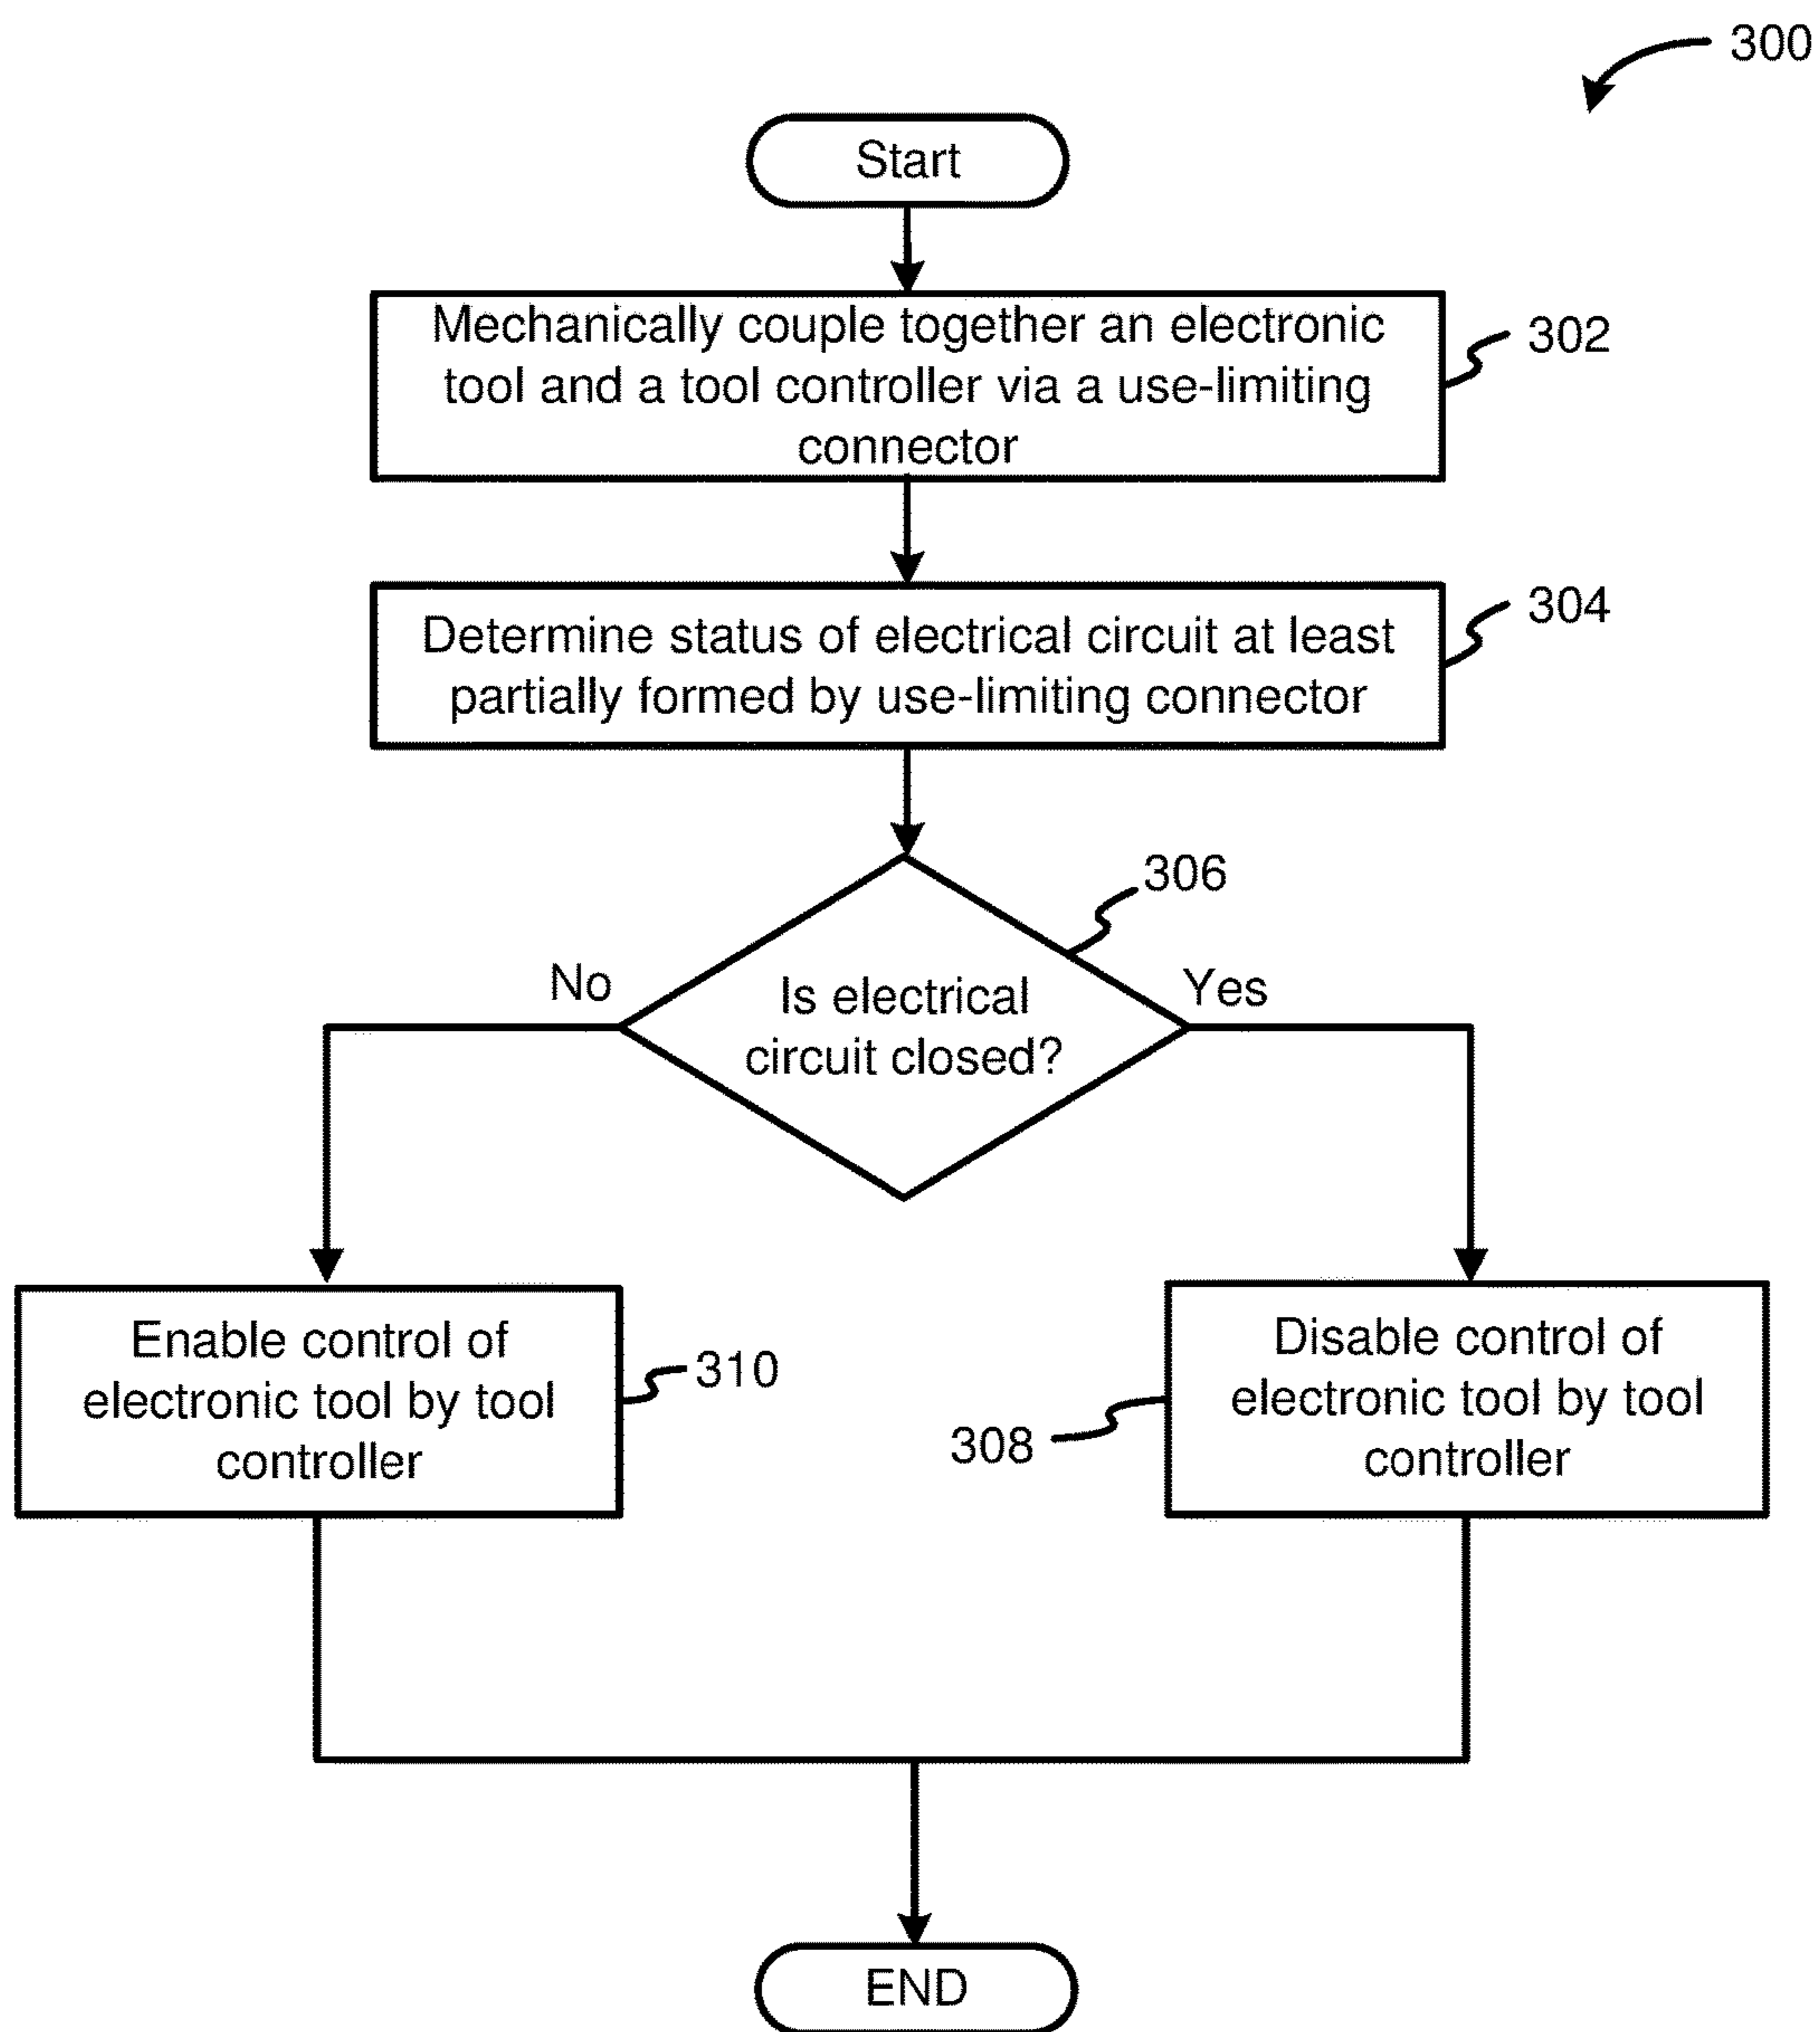 300
Start
Mechanically couple together an electronic
tool and a tool controller via a use-limiting
connector
302
Determine status of electrical circuit at least
partially formed by use-limiting connector
304
306
Is electrical
circuit closed?
No
Yes
Enable control of
electronic tool by tool
controller
310
Disable control of
electronic tool by tool
controller
308
END